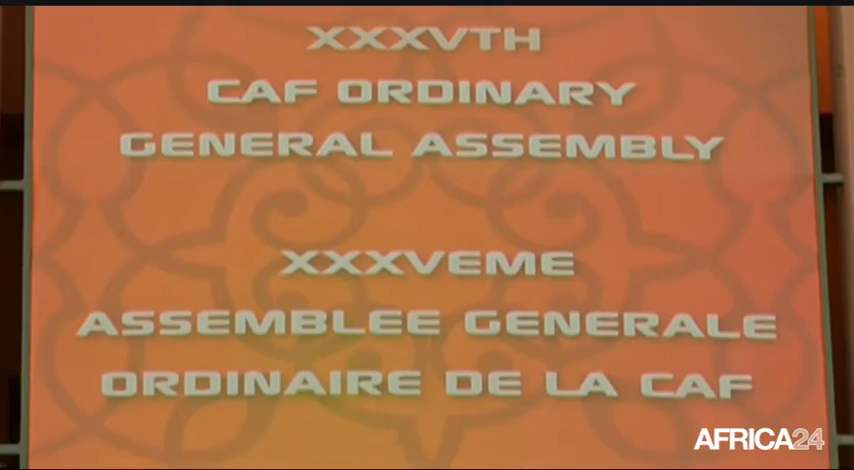 XXXVTH
CAF ORDINARY
GENERAL ASSEMBLY
XXXVEME
ASSEMBLEE GENERALE
ORDINAIRE DE LA CAF
AFRICA24